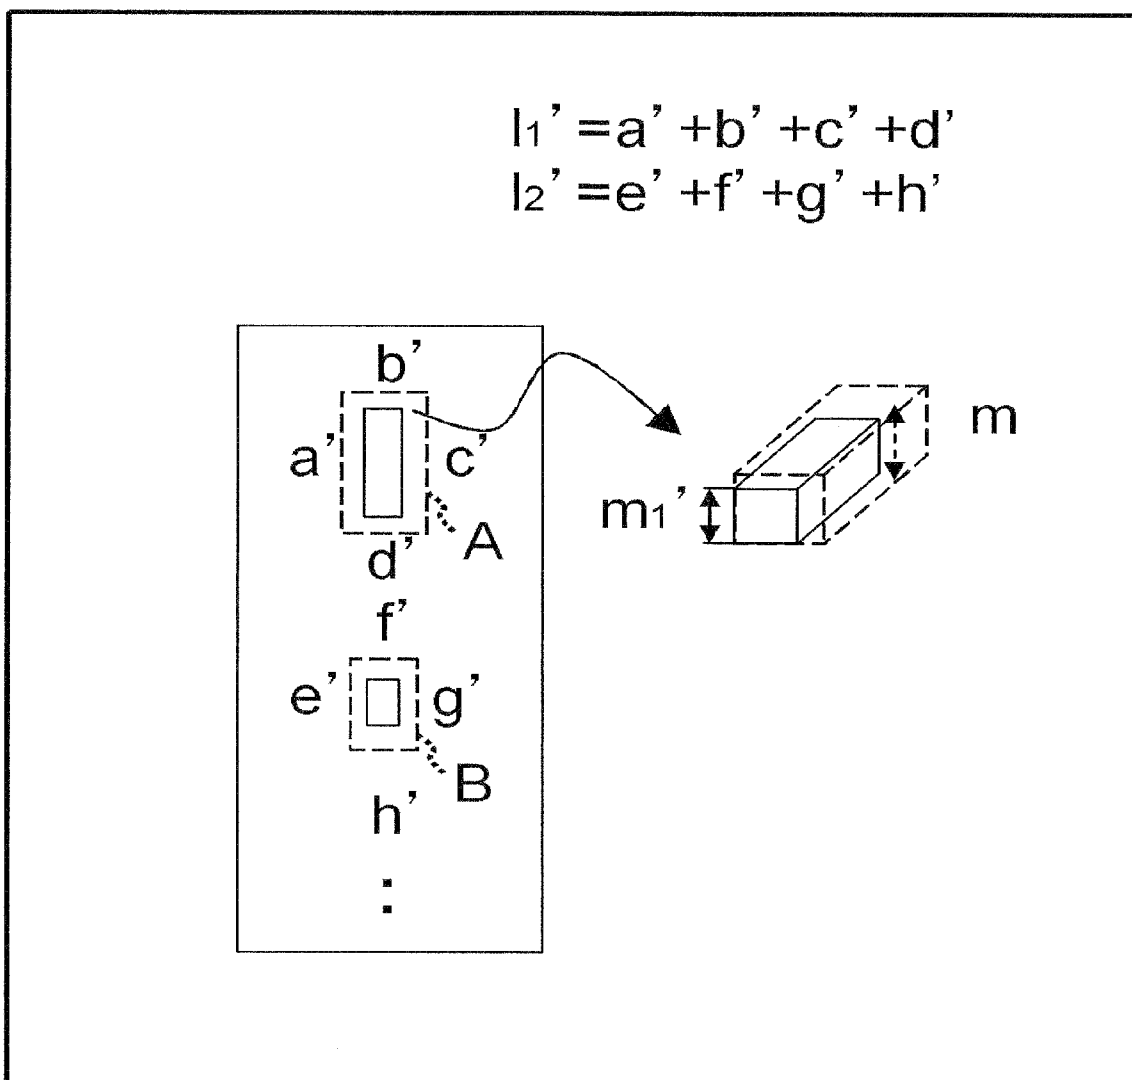 l1’=a’+b’+c’+d’
l2’=e’+f’+g’+h’
b’
a’
c’
m
m1’
A
d’
f’
e’
g’
B
h’
: